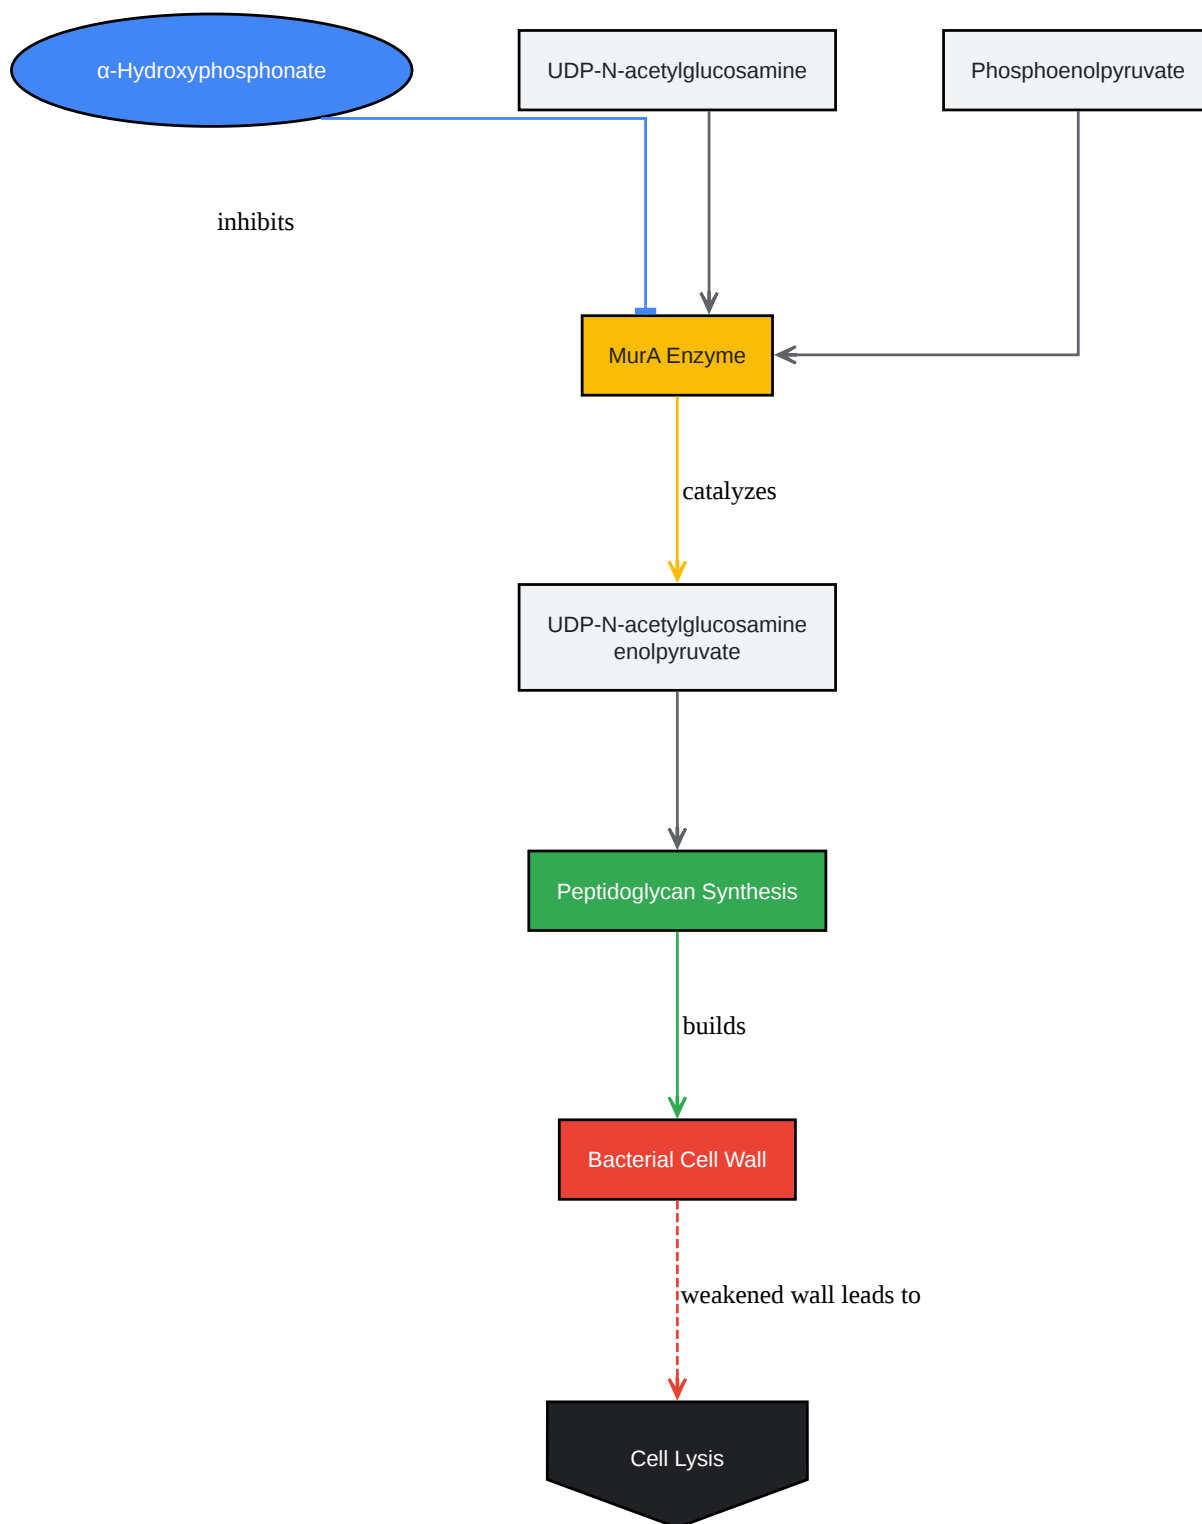 α-Hydroxyphosphonate
UDP-N-acetylglucosamine
Phosphoenolpyruvate
inhibits
MurA Enzyme
catalyzes
UDP-N-acetylglucosamine
enolpyruvate
Peptidoglycan Synthesis
builds
Bacterial Cell Wall
weakened wall leads to
Cell Lysis